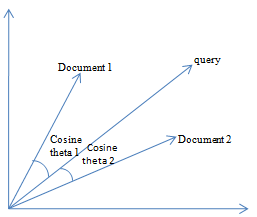 Document 1
query
Document 2
Cosine
theta 1
Cosine
theta 2